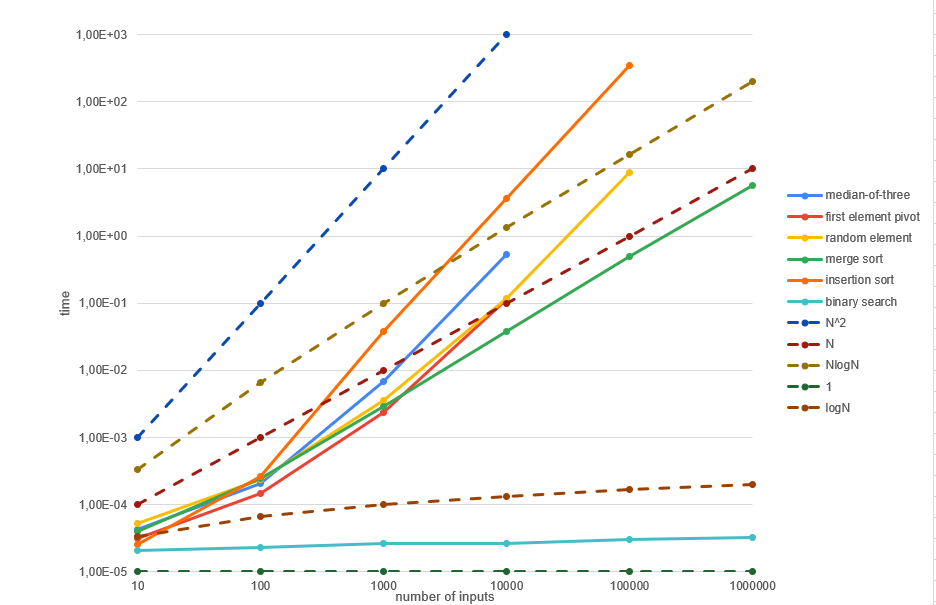 1,00E+03
1,00E+02
1,00E+01
1,00E+00
1,00E-01
1,00E-02
1,00E-03
1,00E-04
1,00E-05
time
10 100 1000 10000 100000 1000000
number of inputs
median-of-three
first element pivot
random element
merge sort
insertion sort
binary search
N^2
N
NlogN
1
logN